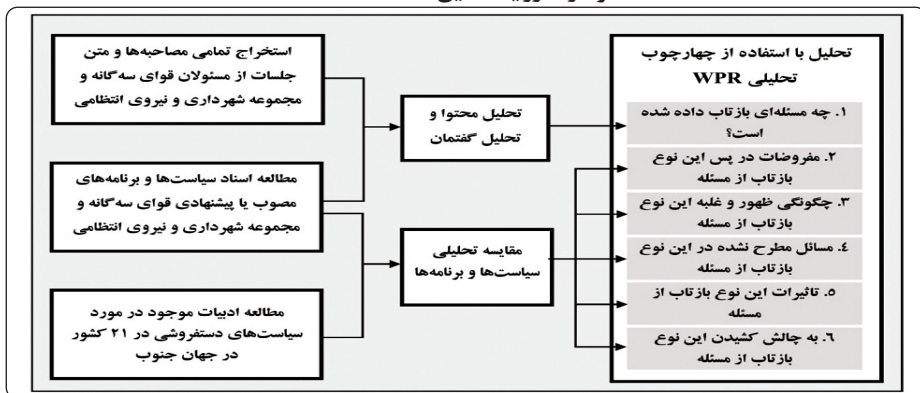 استخراج تمامی مصاحبه‌ها و متن
جلسات از مسئولان قوای سه‌گانه و
مجموعه شهرداری و نیروی انتظامی
مطالعه اسناد سیاست‌ها و برنامه‌های
مصوب یا پیشنهادی قوای سه‌گانه و
مجموعه شهرداری و نیروی انتظامی
مطالعه ادبیات موجود در مورد
سیاست‌های دستفروشی در ۲۱ کشور
در جهان جنوب
تحلیل محتوا و
تحلیل گفتمان
مقایسه تحلیلی
سیاست‌ها و برنامه‌ها
تحلیل با استفاده از چهارچوب
تحلیلی WPR
۱. چه مسئله‌ای بازتاب داده شده
است؟
۲. مفروضات در پس این نوع
بازتاب از مسئله
۳. چگونگی ظهور و غلبه این نوع
بازتاب از مسئله
۴. مسائل مطرح نشده در این نوع
بازتاب از مسئله
۵. تاثیرات این نوع بازتاب از
مسئله
۶. به چالش کشیدن این نوع
بازتاب از مسئله